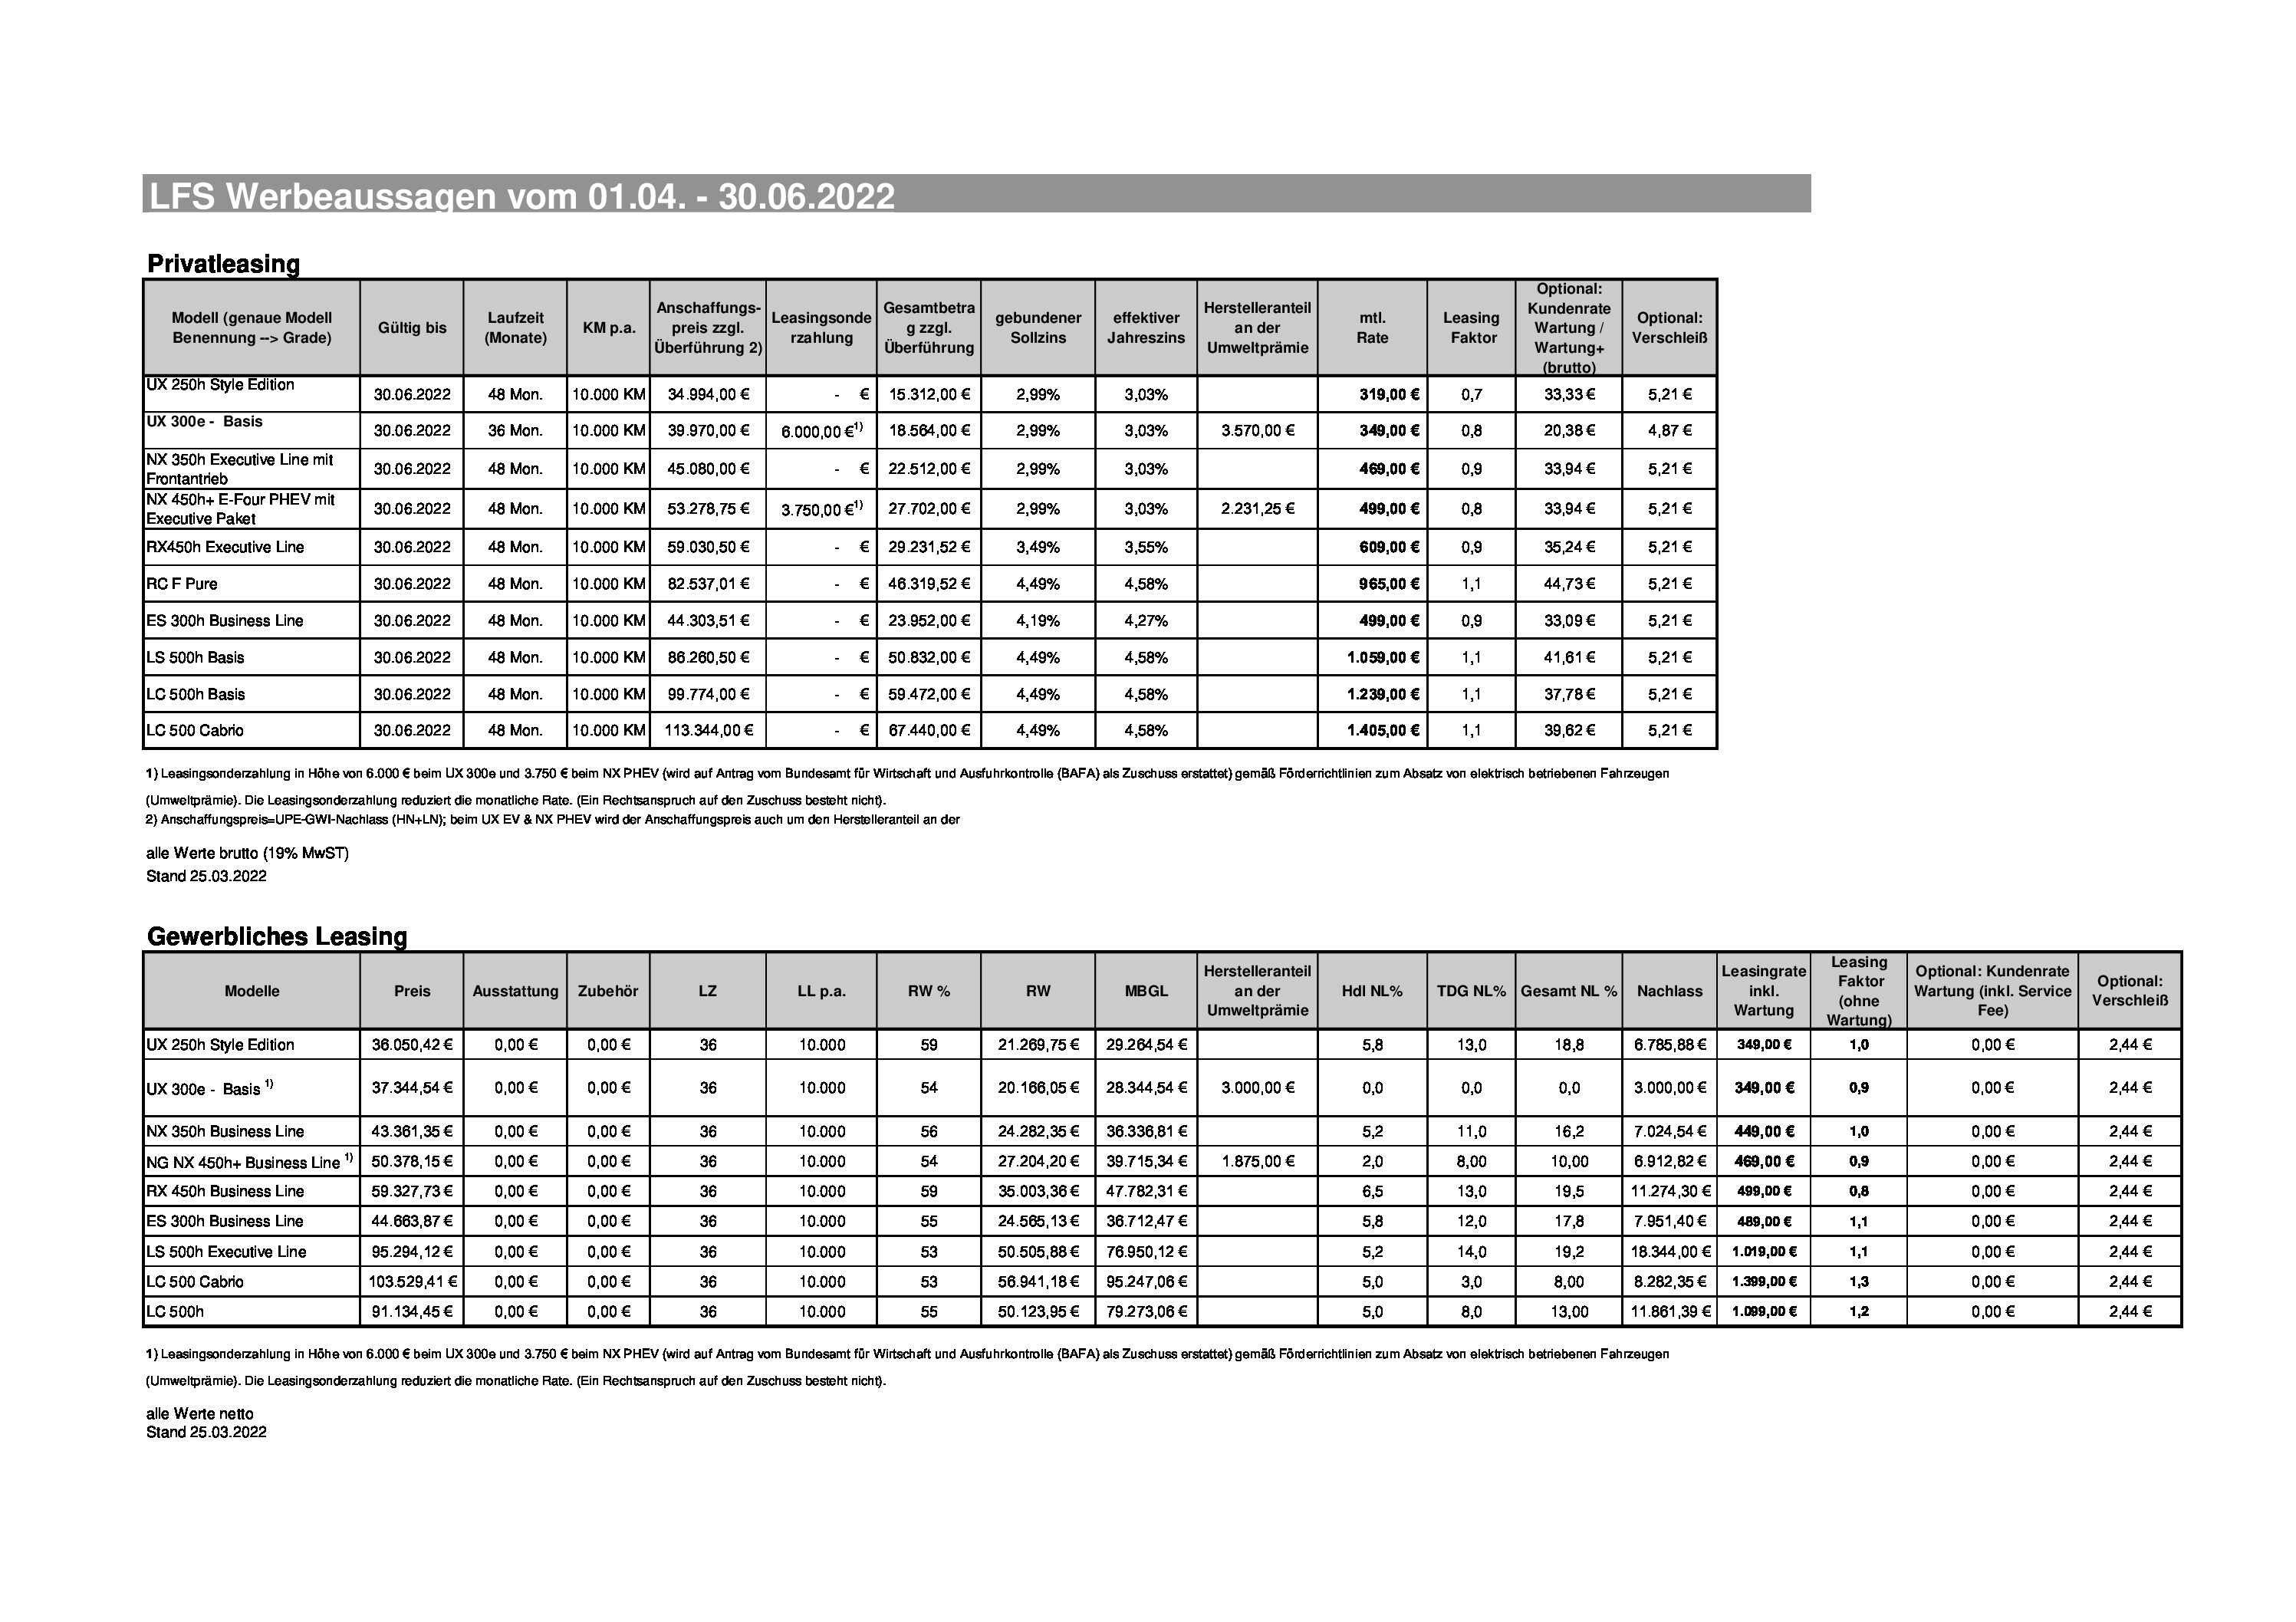 LFS Werbeaussagen vom 01.04. - 30.06.2022
Privatleasing
Modell (genaue Modell Benennung --> Grade) Gültig bis Laufzeit (Monate) KM p.a. Anschaffungs-preis zzgl. Überführung 2) Leasingsonde rzahlung Gesamtbetra g zzgl. Überführung gebundener Sollzins effektiver Jahreszins Herstelleranteil an der Umweltprämie mtl. Rate Leasing Faktor Optional: Kundenrate Wartung / Wartung+ (brutto) Optional: Verschleiß
UX 250h Style Edition 30.06.2022 48 Mon. 10.000 KM 34.994,00 € - € 15.312,00 € 2,99% 3,03% 319,00 € 0,7 33,33 € 5,21 €
UX 300e - Basis 30.06.2022 36 Mon. 10.000 KM 39.970,00 € 6.000,00 €1) 18.564,00 € 2,99% 3,03% 3.570,00 € 349,00 € 0,8 20,38 € 4,87 €
NX 350h Executive Line mit Frontantrieb 30.06.2022 48 Mon. 10.000 KM 45.080,00 € - € 22.512,00 € 2,99% 3,03% 469,00 € 0,9 33,94 € 5,21 €
NX 450h+ E-Four PHEV mit Executive Paket 30.06.2022 48 Mon. 10.000 KM 53.278,75 € 3.750,00 €1) 27.702,00 € 2,99% 3,03% 2.231,25 € 499,00 € 0,8 33,94 € 5,21 €
RX450h Executive Line 30.06.2022 48 Mon. 10.000 KM 59.030,50 € - € 29.231,52 € 3,49% 3,55% 609,00 € 0,9 35,24 € 5,21 €
RC F Pure 30.06.2022 48 Mon. 10.000 KM 82.537,01 € - € 46.319,52 € 4,49% 4,58% 965,00 € 1,1 44,73 € 5,21 €
ES 300h Business Line 30.06.2022 48 Mon. 10.000 KM 44.303,51 € - € 23.952,00 € 4,19% 4,27% 499,00 € 0,9 33,09 € 5,21 €
LS 500h Basis 30.06.2022 48 Mon. 10.000 KM 86.260,50 € - € 50.832,00 € 4,49% 4,58% 1.059,00 € 1,1 41,61 € 5,21 €
LC 500h Basis 30.06.2022 48 Mon. 10.000 KM 99.774,00 € - € 59.472,00 € 4,49% 4,58% 1.239,00 € 1,1 37,78 € 5,21 €
LC 500 Cabrio 30.06.2022 48 Mon. 10.000 KM 113.344,00 € - € 67.440,00 € 4,49% 4,58% 1.405,00 € 1,1 39,62 € 5,21 €
1) Leasingsonderzahlung in Höhe von 6.000 € beim UX 300e und 3.750 € beim NX PHEV (wird auf Antrag vom Bundesamt für Wirtschaft und Ausfuhrkontrolle (BAFA) als Zuschuss erstattet) gemäß Förderrichtlinien zum Absatz von elektrisch betriebenen Fahrzeugen
(Umweltprämie). Die Leasingsonderzahlung reduziert die monatliche Rate. (Ein Rechtsanspruch auf den Zuschuss besteht nicht).
2) Anschaffungspreis=UPE-GWI-Nachlass (HN+LN); beim UX EV & NX PHEV wird der Anschaffungspreis auch um den Herstelleranteil an der
alle Werte brutto (19% MwST)
Stand 25.03.2022
Gewerbliches Leasing
Modelle Preis Ausstattung Zubehör LZ LL p.a. RW % RW MBGL Herstelleranteil an der Umweltprämie Hdl NL% TDG NL% Gesamt NL % Nachlass Leasingrate inkl. Wartung Leasing Faktor (ohne Wartung) Optional: Kundenrate Wartung (inkl. Service Fee) Optional: Verschleiß
UX 250h Style Edition 36.050,42 € 0,00 € 0,00 € 36 10.000 59 21.269,75 € 29.264,54 € 5,8 13,0 18,8 6.785,88 € 349,00 € 1,0 0,00 € 2,44 €
UX 300e - Basis 1) 37.344,54 € 0,00 € 0,00 € 36 10.000 54 20.166,05 € 28.344,54 € 3.000,00 € 0,0 0,0 0,0 3.000,00 € 349,00 € 0,9 0,00 € 2,44 €
NX 350h Business Line 43.361,35 € 0,00 € 0,00 € 36 10.000 56 24.282,35 € 36.336,81 € 5,2 11,0 16,2 7.024,54 € 449,00 € 1,0 0,00 € 2,44 €
NG NX 450h+ Business Line 1) 50.378,15 € 0,00 € 0,00 € 36 10.000 54 27.204,20 € 39.715,34 € 1.875,00 € 2,0 8,00 10,00 6.912,82 € 469,00 € 0,9 0,00 € 2,44 €
RX 450h Business Line 59.327,73 € 0,00 € 0,00 € 36 10.000 59 35.003,36 € 47.782,31 € 6,5 13,0 19,5 11.274,30 € 499,00 € 0,8 0,00 € 2,44 €
ES 300h Business Line 44.663,87 € 0,00 € 0,00 € 36 10.000 55 24.565,13 € 36.712,47 € 5,8 12,0 17,8 7.951,40 € 489,00 € 1,1 0,00 € 2,44 €
LS 500h Executive Line 95.294,12 € 0,00 € 0,00 € 36 10.000 53 50.505,88 € 76.950,12 € 5,2 14,0 19,2 18.344,00 € 1.019,00 € 1,1 0,00 € 2,44 €
LC 500 Cabrio 103.529,41 € 0,00 € 0,00 € 36 10.000 53 56.941,18 € 95.247,06 € 5,0 3,0 8,00 8.282,35 € 1.399,00 € 1,3 0,00 € 2,44 €
LC 500h 91.134,45 € 0,00 € 0,00 € 36 10.000 55 50.123,95 € 79.273,06 € 5,0 8,0 13,00 11.861,39 € 1.099,00 € 1,2 0,00 € 2,44 €
1) Leasingsonderzahlung in Höhe von 6.000 € beim UX 300e und 3.750 € beim NX PHEV (wird auf Antrag vom Bundesamt für Wirtschaft und Ausfuhrkontrolle (BAFA) als Zuschuss erstattet) gemäß Förderrichtlinien zum Absatz von elektrisch betriebenen Fahrzeugen
(Umweltprämie). Die Leasingsonderzahlung reduziert die monatliche Rate. (Ein Rechtsanspruch auf den Zuschuss besteht nicht).
alle Werte netto
Stand 25.03.2022